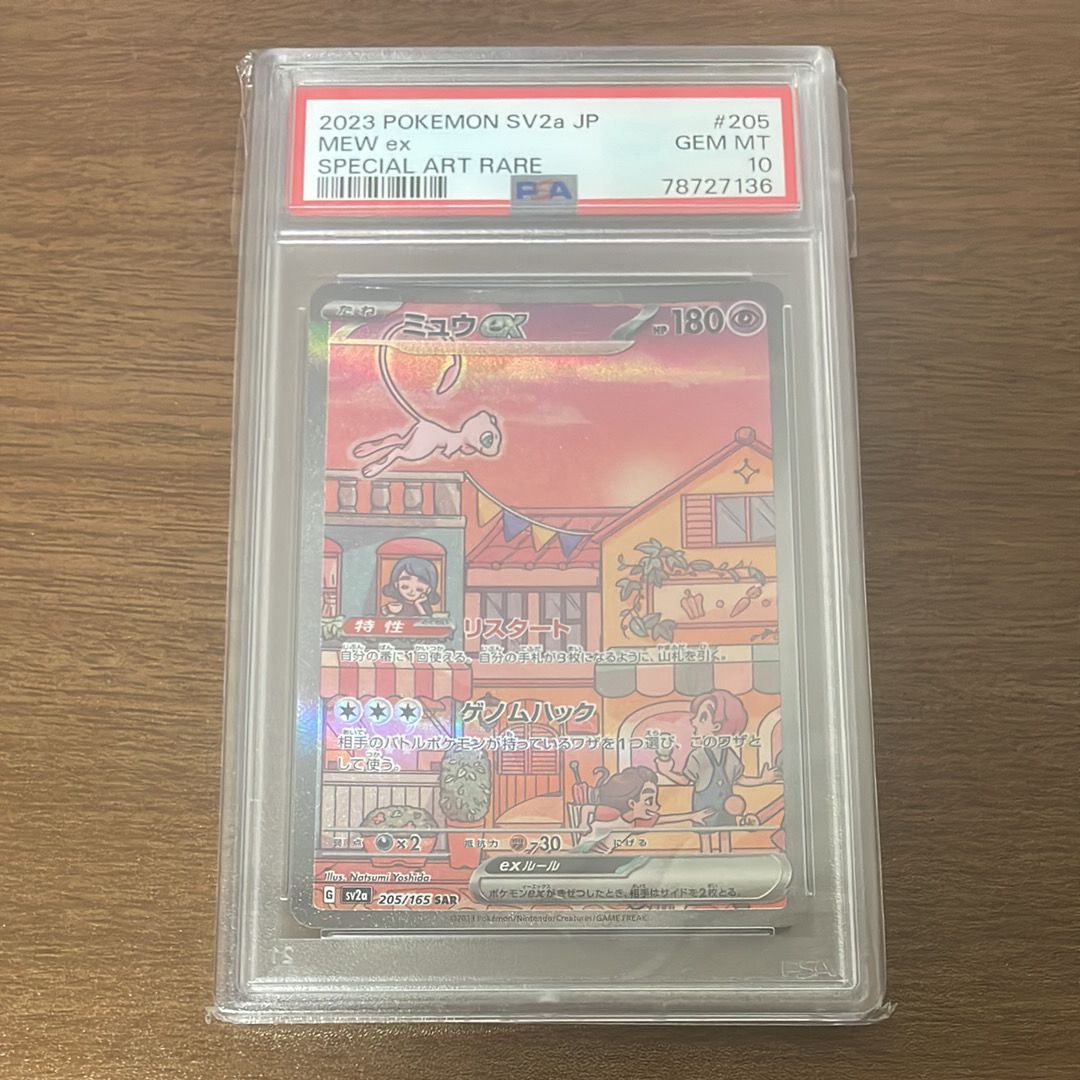 2023 POKEMON SV2a JP #205
MEW ex GEM MT
SPECIAL ART RARE 10
PSA 78727136
たね ミュウex HP 180
特性 リスタート
自分の番に1回使える。自分の手札が3枚になるように、山札を引く。
ゲノムハック
相手のバトルポケモンが持っているワザを1つ選び、このワザと
して使う。
弱点 ×2 抵抗力 -30 にげる
exルール
ポケモンexがきぜつしたとき、相手はサイドを2枚とる。
Illus. Natsumi Yoshida
G sv2a 205/165 SAR
©2023 Pokémon/Nintendo/Creatures/GAME FREAK
PSA